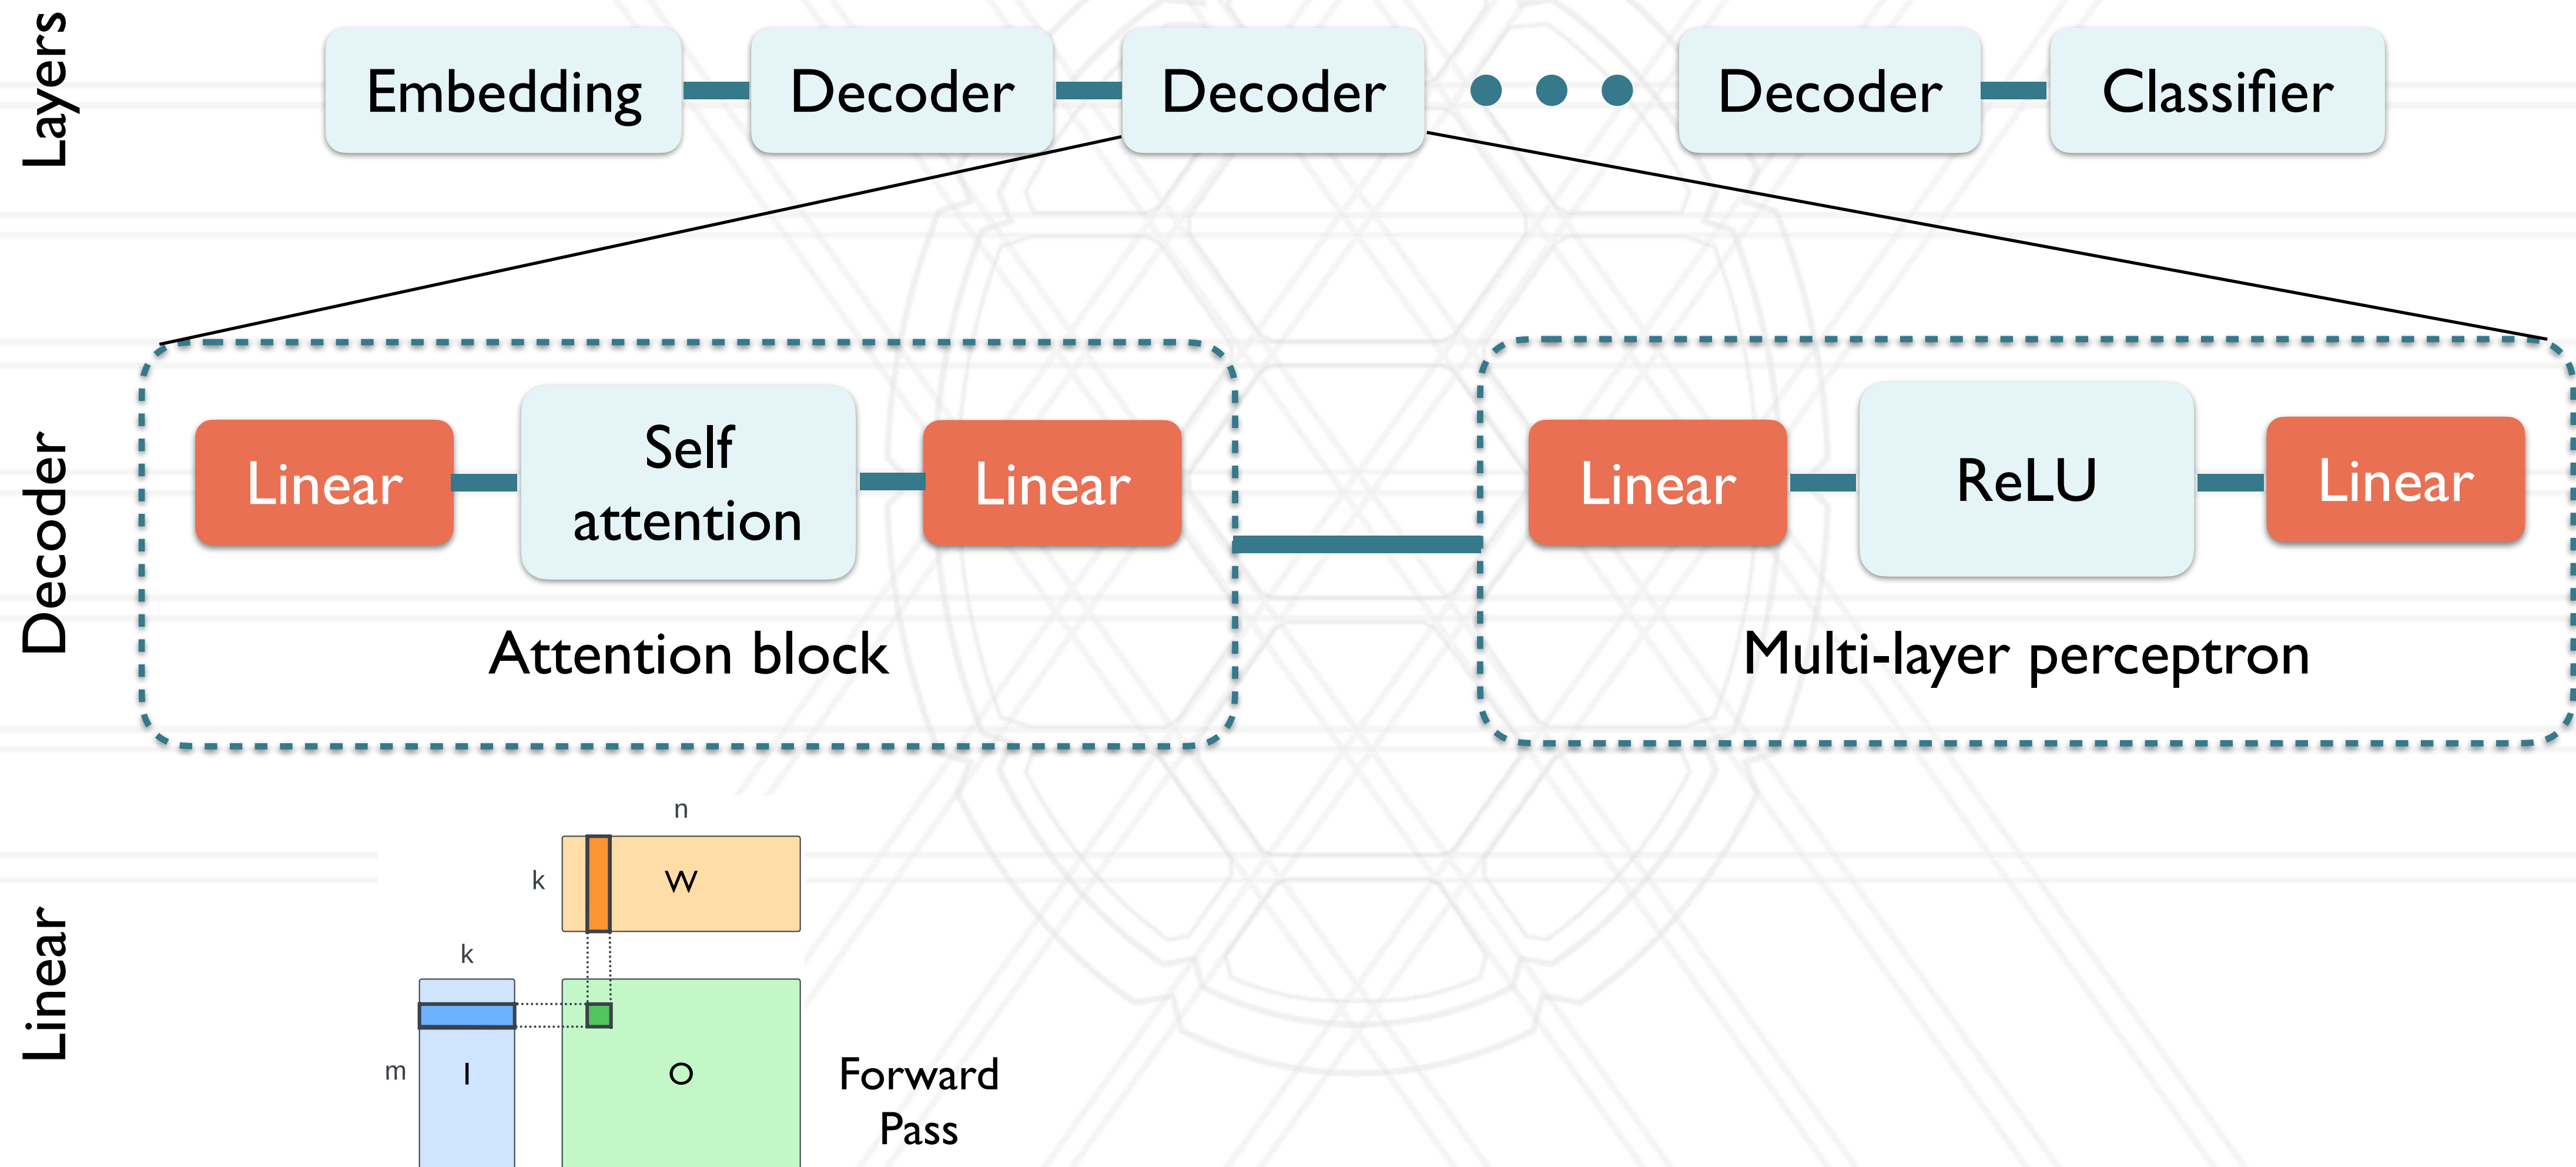 Layers
Embedding
Decoder
Decoder
Decoder
Classifier
Decoder
Linear
Self
attention
Linear
Attention block
Linear
ReLU
Linear
Multi-layer perceptron
Linear
n
k
W
k
m
I
O
Forward
Pass